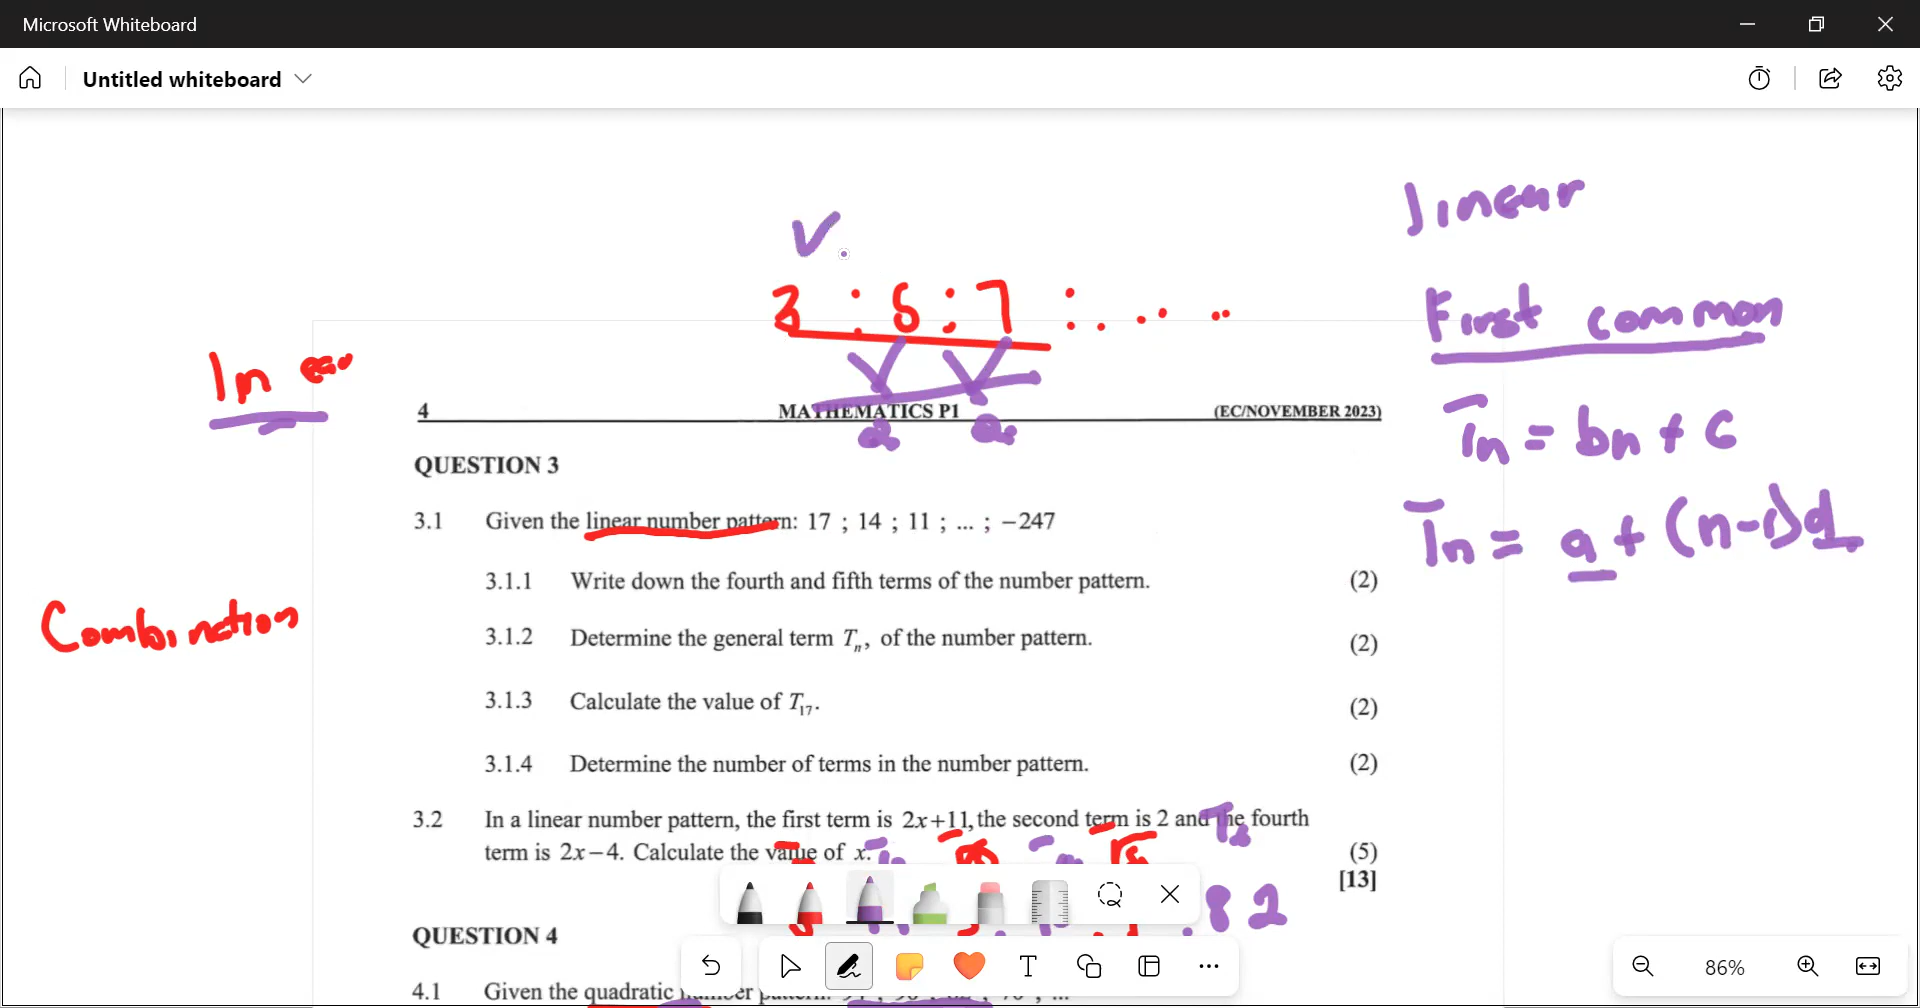 Microsoft Whiteboard
Untitled whiteboard
linear
3 ; 5 ; 7 ; . . . . .
First common
Tn = bn + c
Tn = a + (n-1)d
4 MATHEMATICS P1 (EC/NOVEMBER 2023)
2 2
QUESTION 3
3.1 Given the linear number pattern: 17 ; 14 ; 11 ; ... ; −247
3.1.1 Write down the fourth and fifth terms of the number pattern. (2)
Combination
3.1.2 Determine the general term Tn, of the number pattern. (2)
3.1.3 Calculate the value of T17. (2)
3.1.4 Determine the number of terms in the number pattern. (2)
3.2 In a linear number pattern, the first term is 2x+11, the second term is 2 and the fourth
term is 2x−4. Calculate the value of x. (5)
[13]
82
QUESTION 4
4.1 Given the quadratic
86%